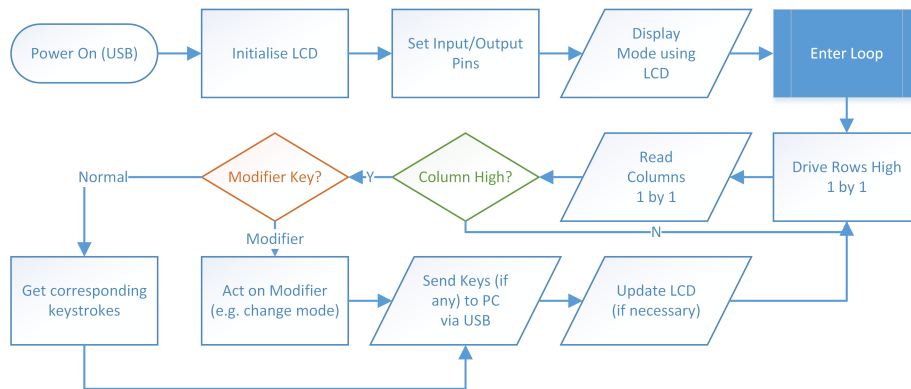 Power On (USB)
Initialise LCD
Set Input/Output
Pins
Display
Mode using
LCD
Enter Loop
Drive Rows High
1 by 1
Read
Columns
1 by 1
Column High?
Y
N
Modifier Key?
Normal
Modifier
Get corresponding
keystrokes
Act on Modifier
(e.g. change mode)
Send Keys (if
any) to PC
via USB
Update LCD
(if necessary)